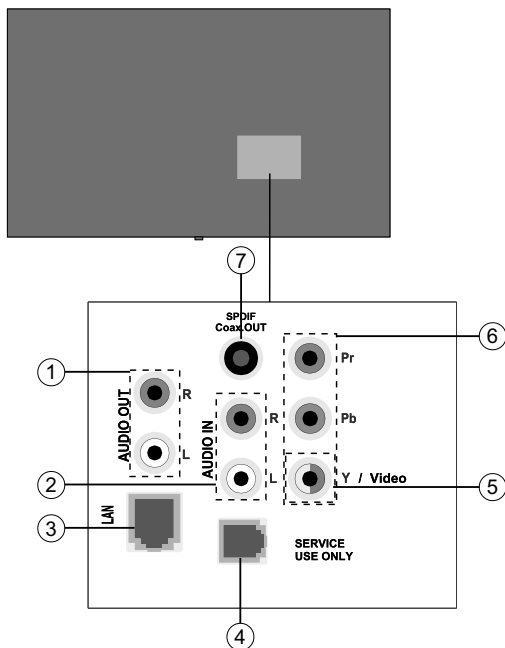 7
SPDIF
Coax.OUT
6
1
Pr
AUDIO OUT
R
AUDIO IN
R
Pb
L
L
Y / Video
2
5
LAN
3
SERVICE
USE ONLY
4